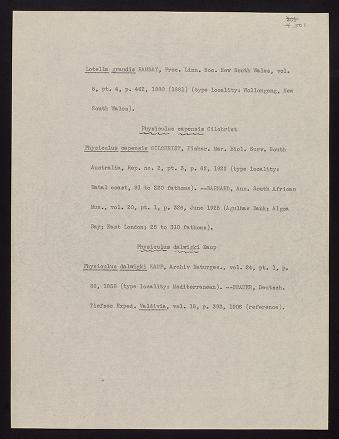 301
Lotella grandis RAMSAY, Proc. Linn. Soc. New South Wales, vol.
5, pt. 4, p. 462, 1880 (1881) (type locality: Wollongong, New
South Wales).
Physiculus capensis Gilchrist
Physiculus capensis GILCHRIST, Fisher. Mar. Biol. Surv. South
Australia, Rep. no. 2, pt. 3, p. 62, 1922 (type locality:
Natal coast, 91 to 220 fathoms). --BARNARD, Ann. South African
Mus., vol. 20, pt. 1, p. 326, June 1925 (Agulhas Bank; Algoa
Bay; East London; 25 to 310 fathoms).
Physiculus dalwigki Kaup
Physiculus dalwigki KAUP, Archiv Naturges., vol. 24, pt. 1, p.
88, 1858 (type locality: Mediterranean). --BRAUER, Deutsch.
Tiefsee Exped. Valdivia, vol. 15, p. 393, 1906 (reference).